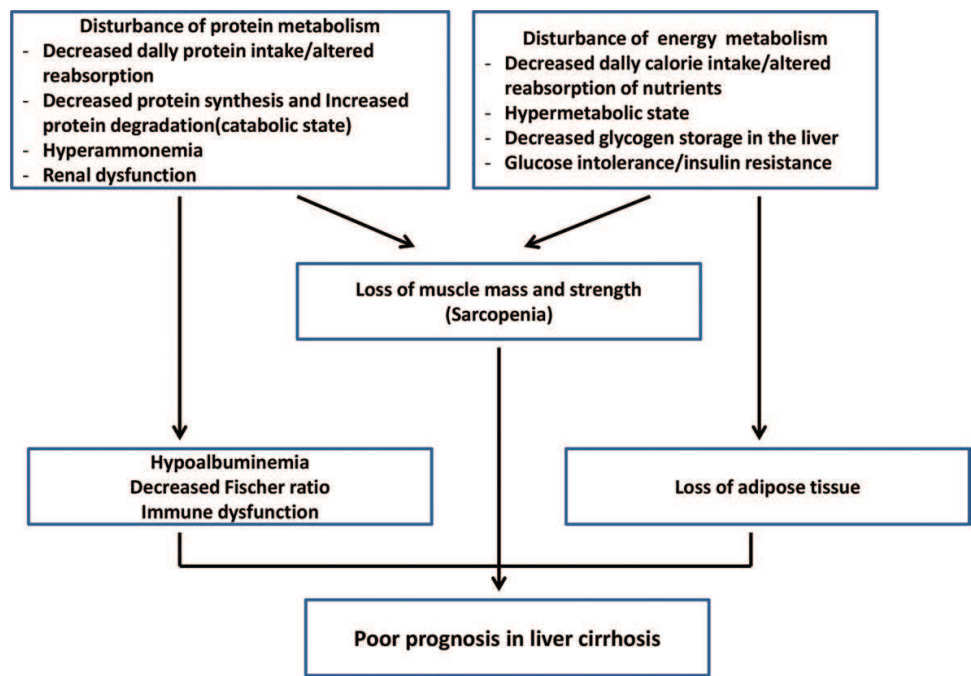 Disturbance of protein metabolism
- Decreased dally protein intake/altered
reabsorption
- Decreased protein synthesis and Increased
protein degradation(catabolic state)
- Hyperammonemia
- Renal dysfunction
Disturbance of energy metabolism
- Decreased dally calorie intake/altered
reabsorption of nutrients
- Hypermetabolic state
- Decreased glycogen storage in the liver
- Glucose intolerance/insulin resistance
Loss of muscle mass and strength
(Sarcopenia)
Hypoalbuminemia
Decreased Fischer ratio
Immune dysfunction
Loss of adipose tissue
Poor prognosis in liver cirrhosis